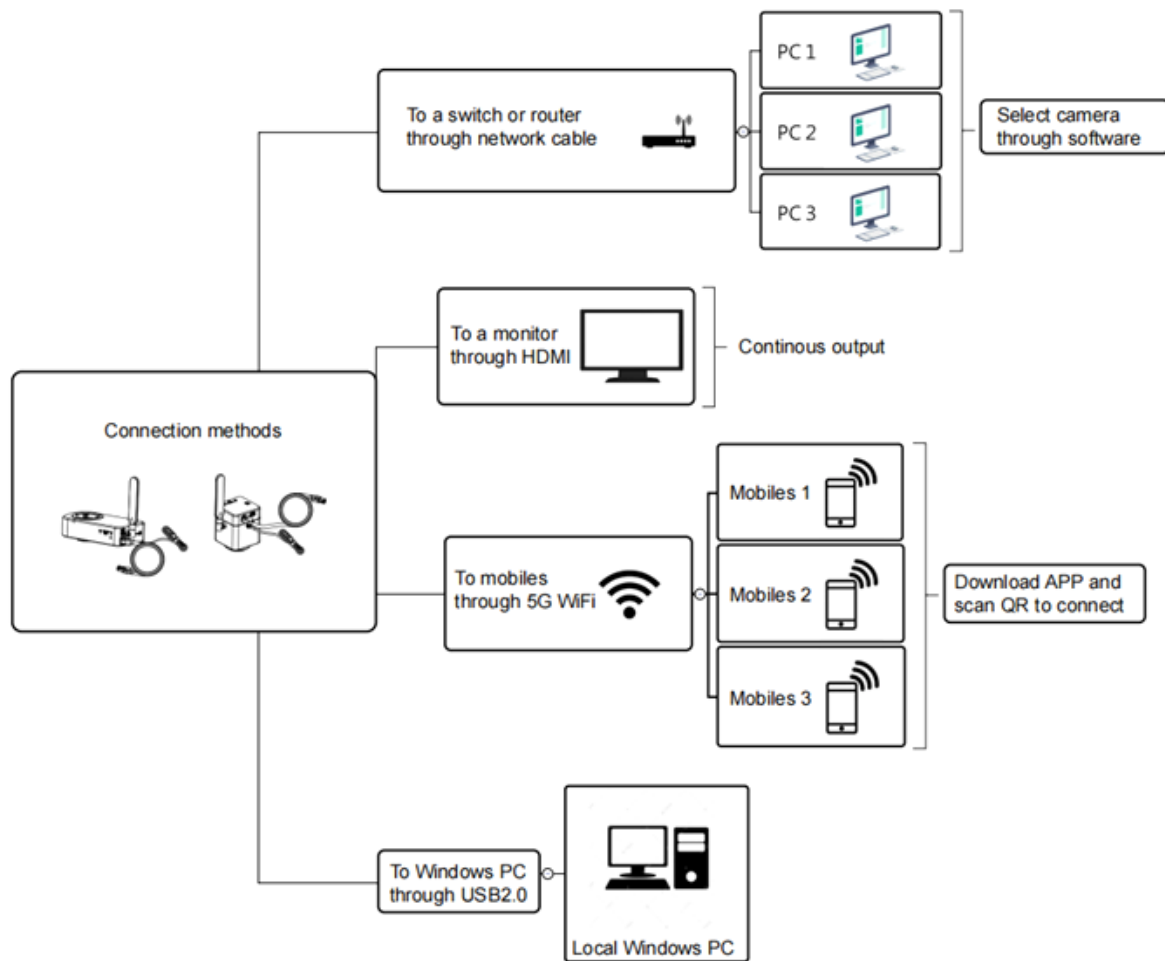 PC 1
To a switch or router
through network cable
PC 2
Select camera
through software
PC 3
To a monitor
through HDMI
Continous output
Connection methods
Mobiles 1
To mobiles
through 5G WiFi
Mobiles 2
Download APP and
scan QR to connect
Mobiles 3
To Windows PC
through USB2.0
Local Windows PC